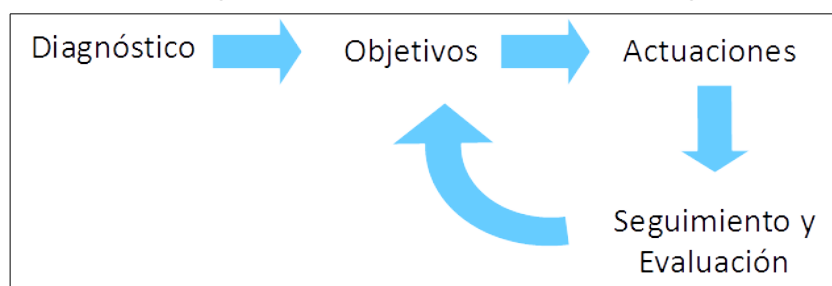 Diagnóstico
Objetivos
Actuaciones
Seguimiento y
Evaluación